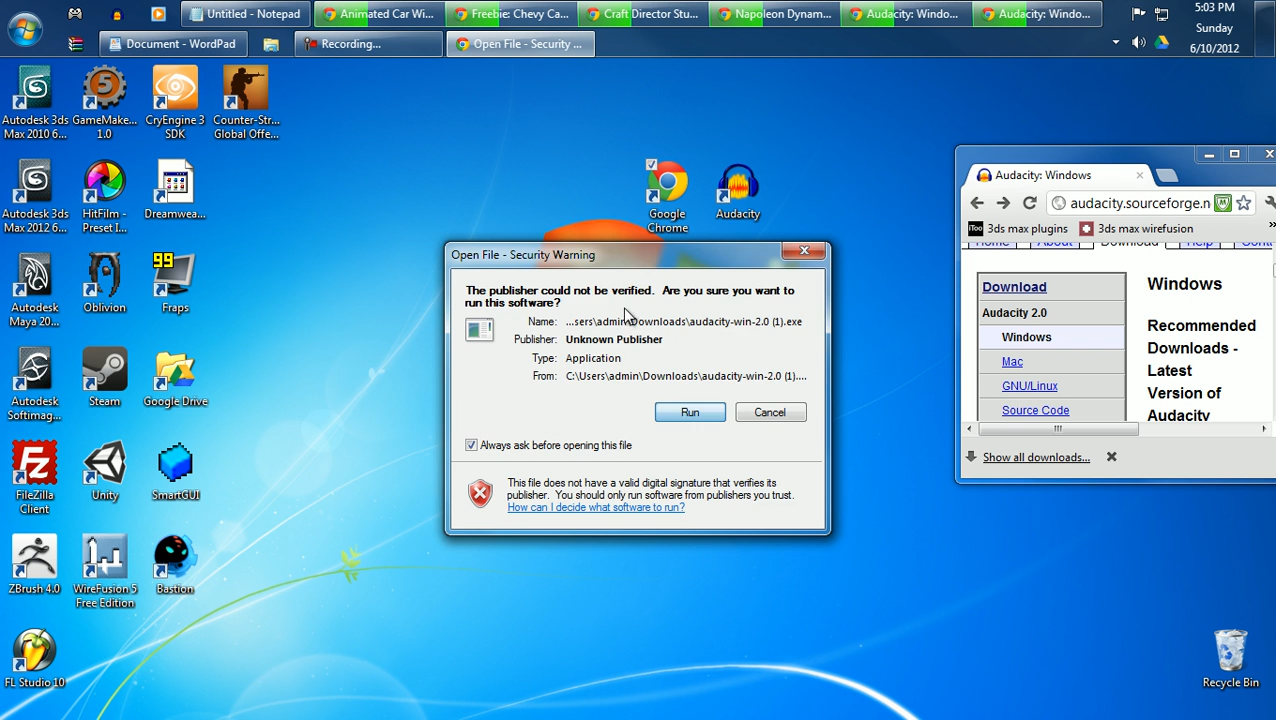 Untitled - Notepad
Animated Car Wi...
Freebie: Chevy Ca...
Craft Director Stu...
Napoleon Dynam...
Audacity: Windo...
Audacity: Windo...
5:03 PM
Sunday
6/10/2012
Document - WordPad
Recording...
Open File - Security ...
Autodesk 3ds
Max 2010 6...
GameMake...
1.0
CryEngine 3
SDK
Counter-Str...
Global Offe...
Autodesk 3ds
Max 2012 6...
HitFilm -
Preset I...
Dreamwea...
Google
Chrome
Audacity
Autodesk
Maya 20...
Oblivion
99
Fraps
Autodesk
Softimag...
Steam
Google Drive
FileZilla
Client
Unity
SmartGUI
ZBrush 4.0
WireFusion 5
Free Edition
Bastion
FL Studio 10
Recycle Bin
Open File - Security Warning
The publisher could not be verified. Are you sure you want to
run this software?
Name: ...sers\admin\Downloads\audacity-win-2.0 (1).exe
Publisher: Unknown Publisher
Type: Application
From: C:\Users\admin\Downloads\audacity-win-2.0 (1)....
Run
Cancel
Always ask before opening this file
This file does not have a valid digital signature that verifies its
publisher. You should only run software from publishers you trust.
How can I decide what software to run?
Audacity: Windows
audacity.sourceforge.n
3ds max plugins
3ds max wirefusion
Home
About
Download
Help
Download
Audacity 2.0
Windows
Mac
GNU/Linux
Source Code
Windows
Recommended
Downloads -
Latest
Version of
Audacity
Show all downloads...